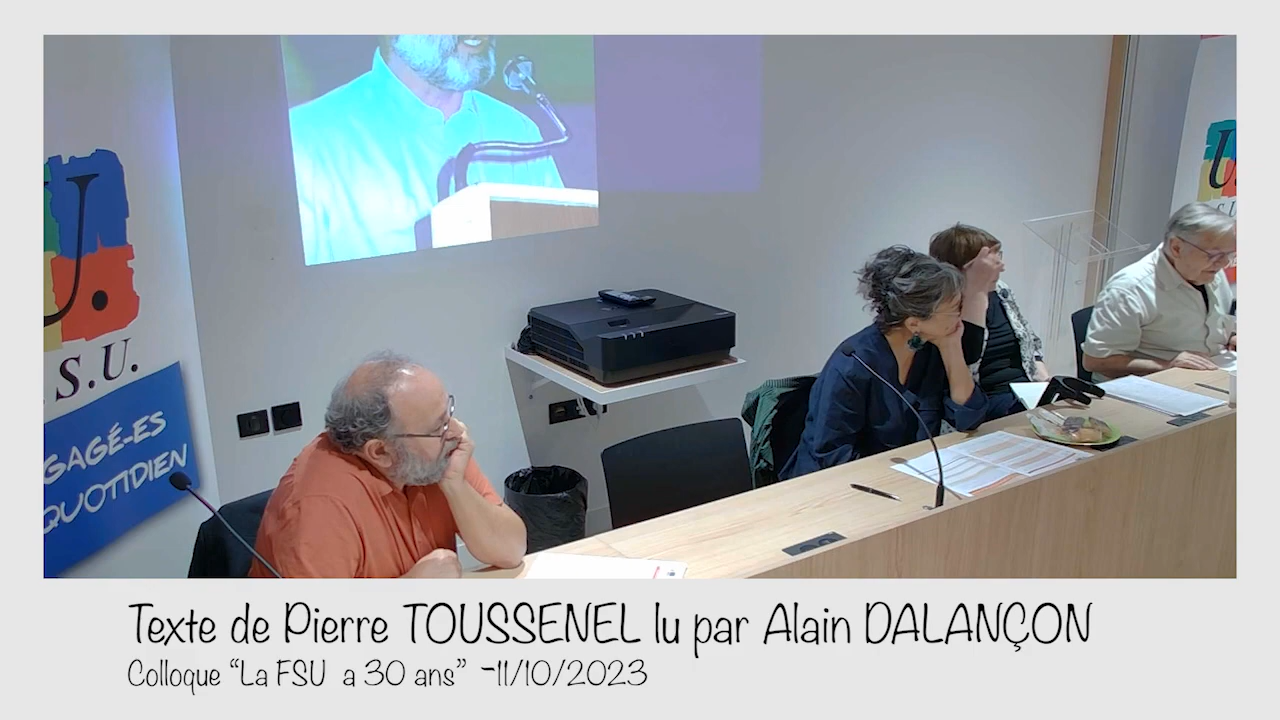 U.
S.U.
GAGÉ-ES
QUOTIDIEN
U.
S.U.
Texte de Pierre TOUSSENEL lu par Alain DALANÇON
Colloque “La FSU a 30 ans” -11/10/2023